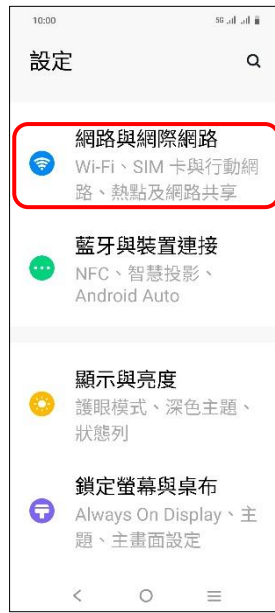 10:00 5G
設定
網路與網際網路
Wi-Fi、SIM 卡與行動網
路、熱點及網路共享
藍牙與裝置連接
NFC、智慧投影、
Android Auto
顯示與亮度
護眼模式、深色主題、
狀態列
鎖定螢幕與桌布
Always On Display、主
題、主畫面設定